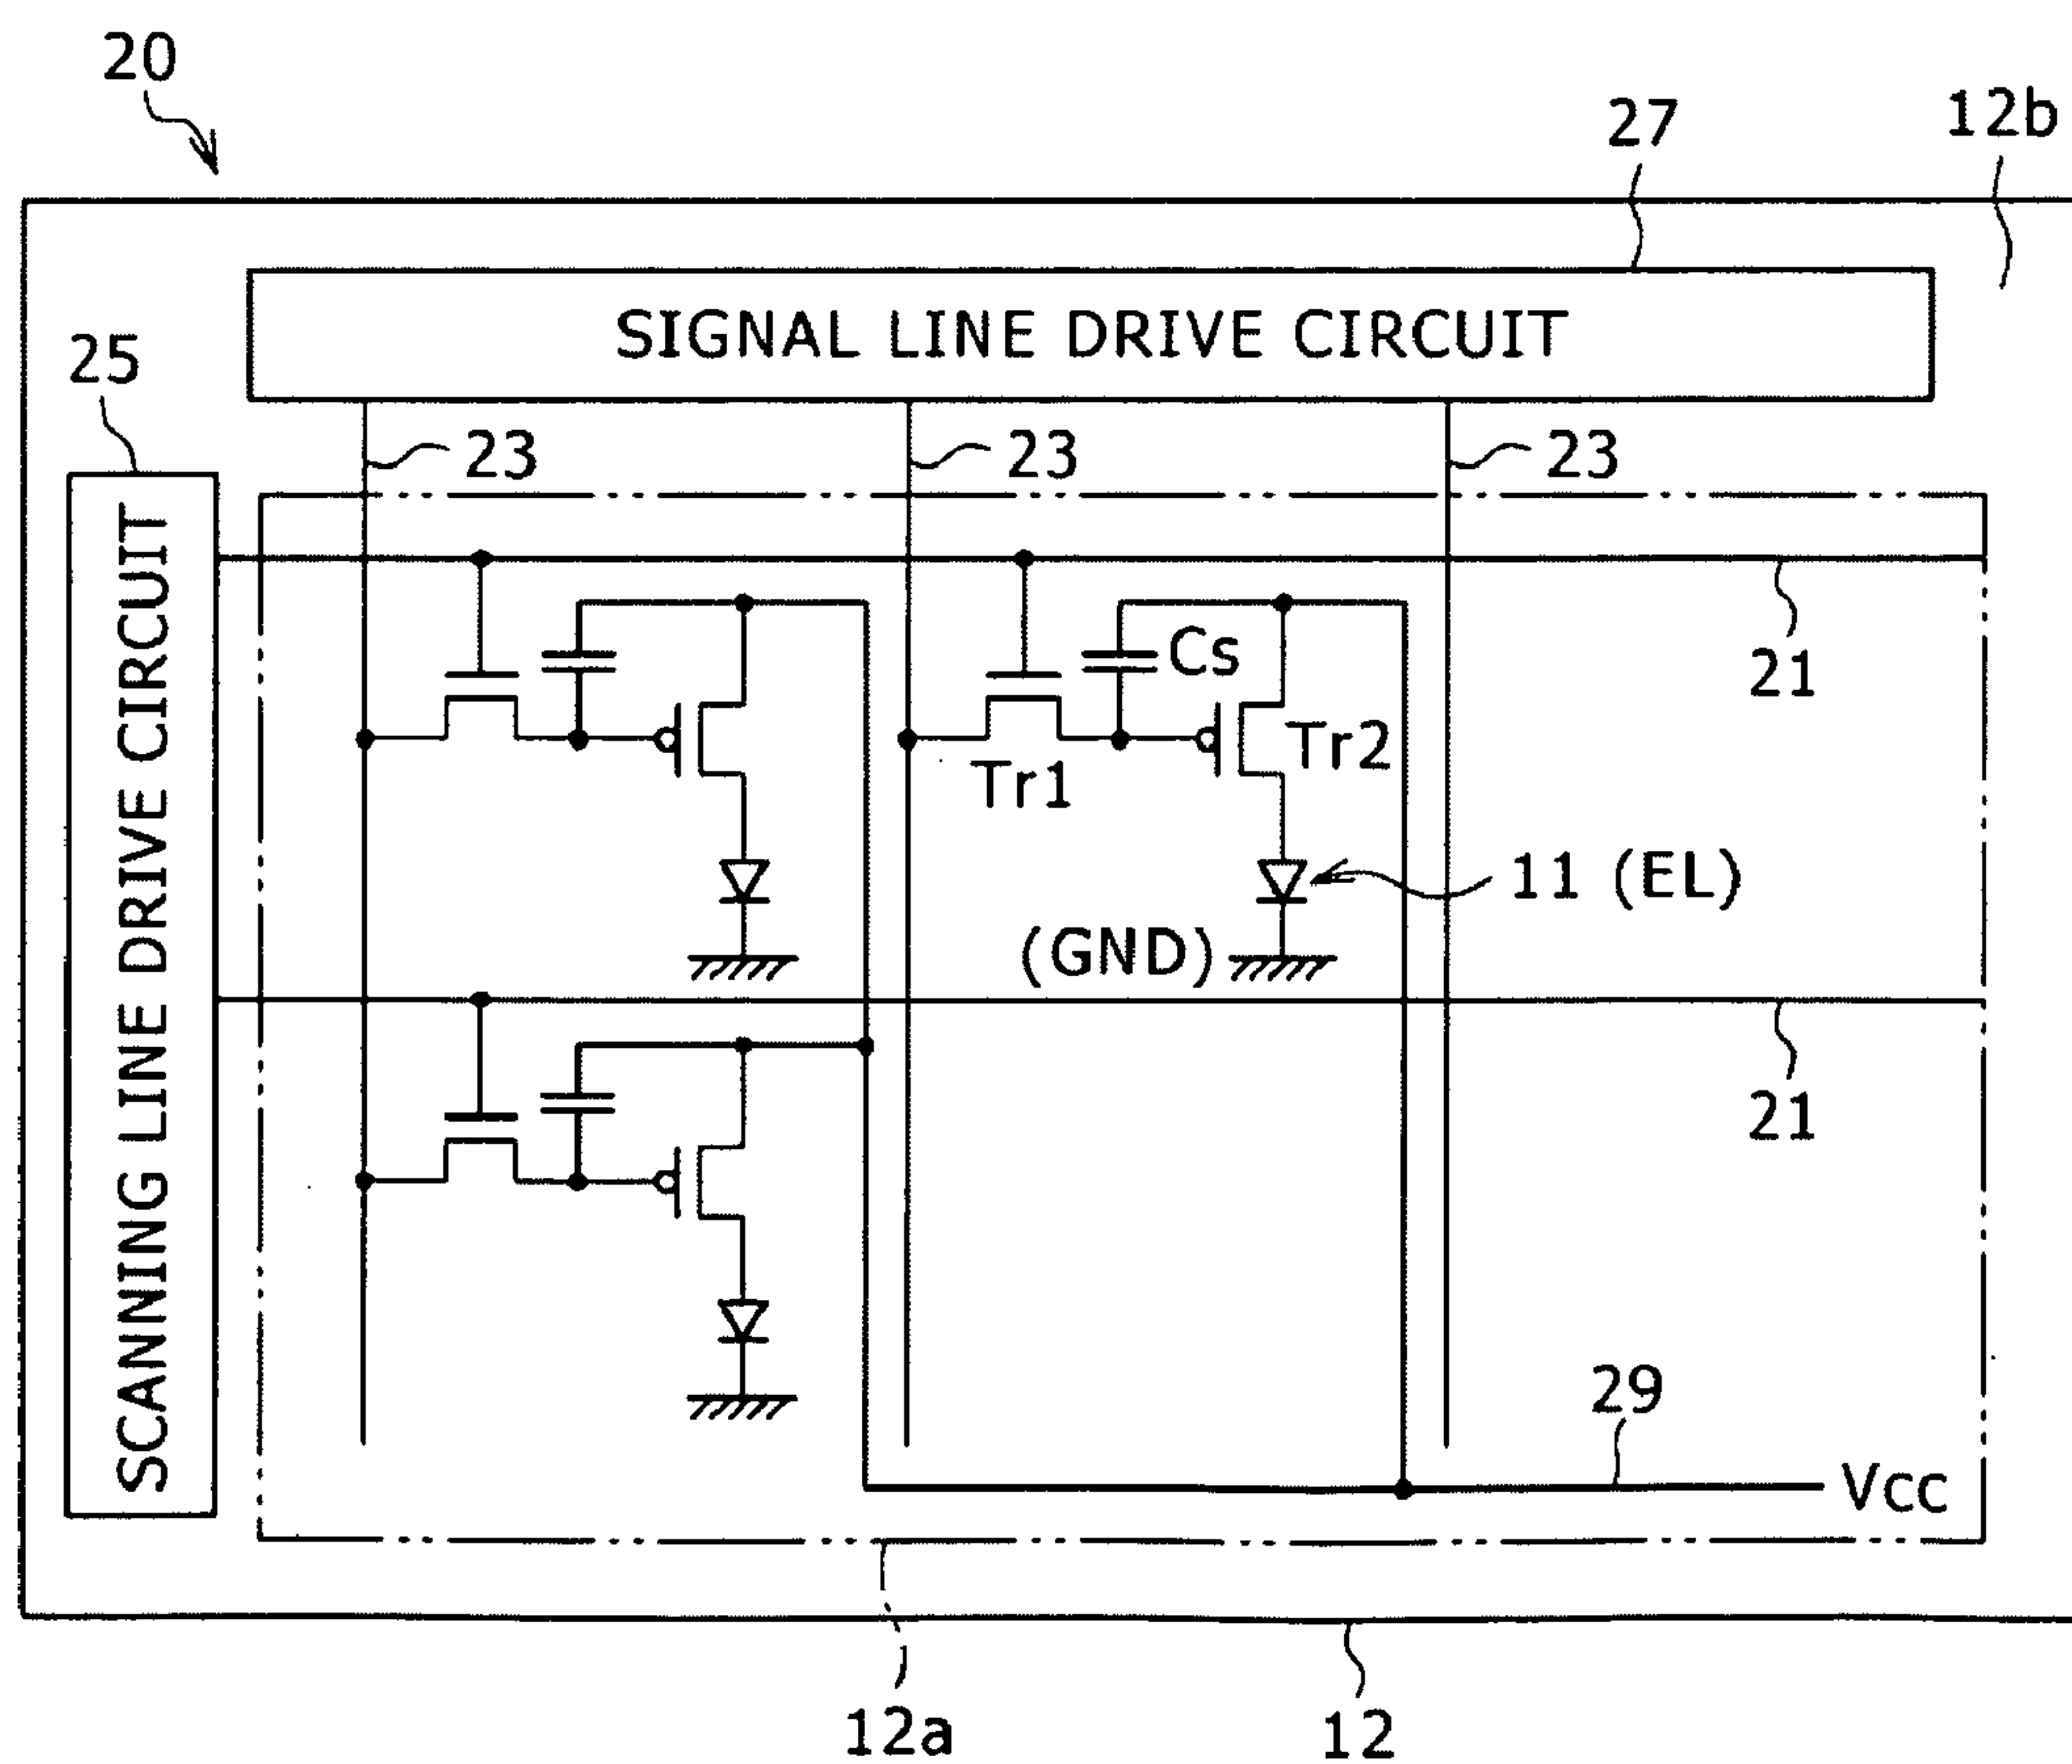 20
27
12b
SIGNAL LINE DRIVE CIRCUIT
25
23
23
23
SCANNING LINE DRIVE CIRCUIT
Cs
21
Tr2
Tr1
11 (EL)
(GND)
21
29
Vcc
12a
12